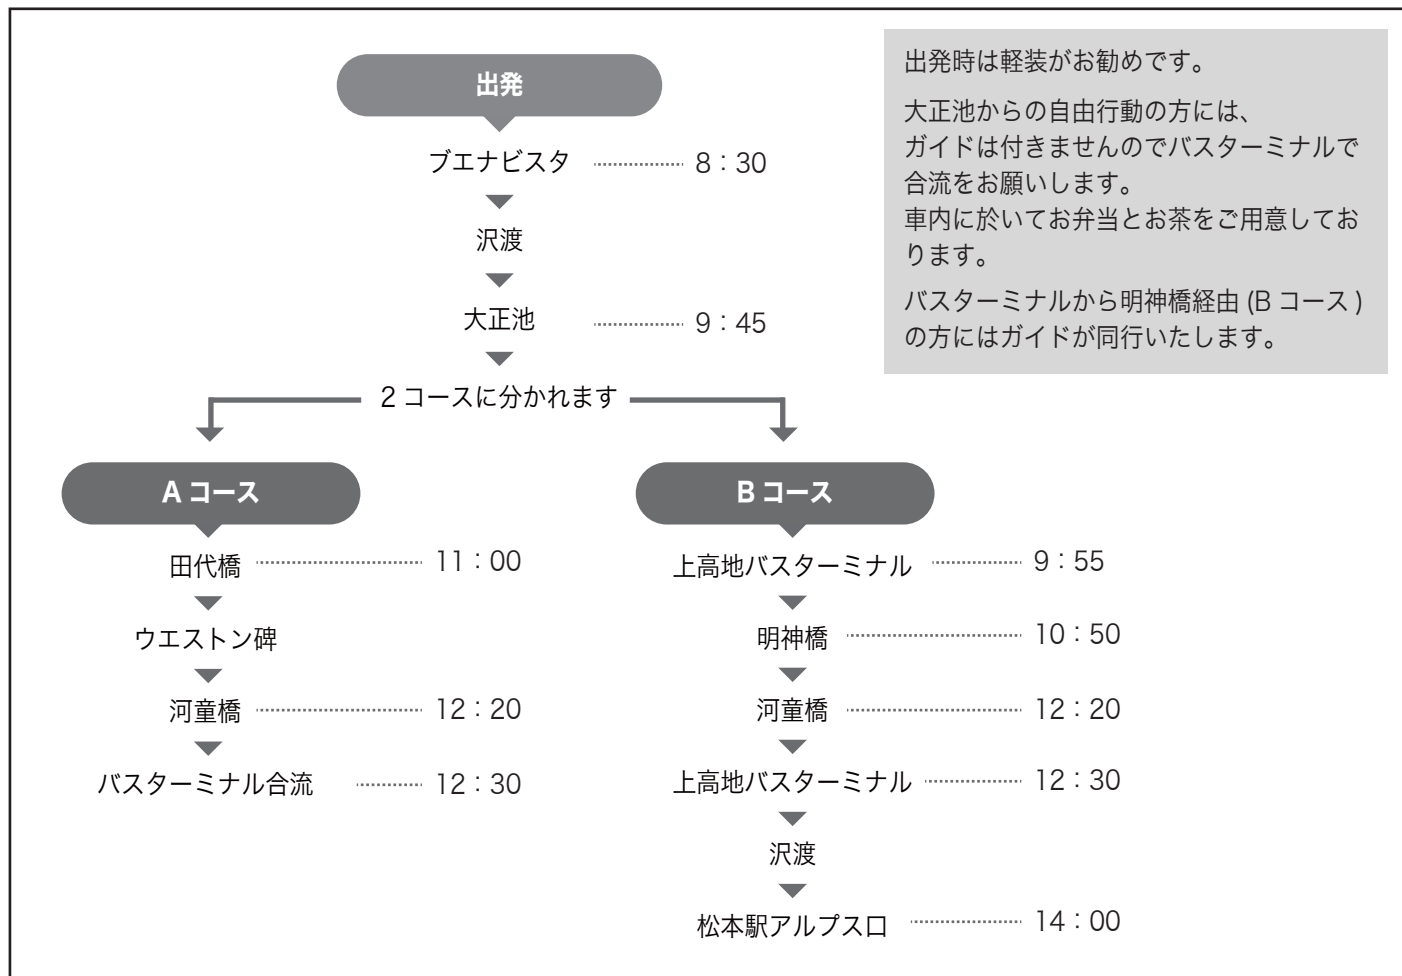 出発
ブエナビスタ 8：30
沢渡
大正池 9：45
2 コースに分かれます
出発時は軽装がお勧めです。
大正池からの自由行動の方には、
ガイドは付きませんのでバスターミナルで
合流をお願いします。
車内に於いてお弁当とお茶をご用意してお
ります。
バスターミナルから明神橋経由 (B コース )
の方にはガイドが同行いたします。
A コース
田代橋 11：00
ウエストン碑
河童橋 12：20
バスターミナル合流 12：30
B コース
上高地バスターミナル 9：55
明神橋 10：50
河童橋 12：20
上高地バスターミナル 12：30
沢渡
松本駅アルプス口 14：00